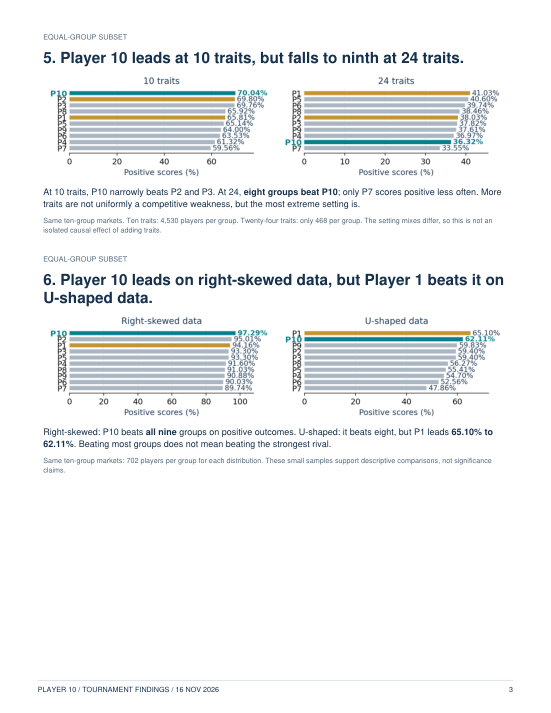 EQUAL-GROUP SUBSET
5. Player 10 leads at 10 traits, but falls to ninth at 24 traits.
10 traits
P10 70.04%
P2 69.80%
P3 69.76%
P8 65.92%
P1 65.81%
P5 65.14%
P9 64.00%
P6 63.53%
P4 61.32%
P7 59.56%
0 20 40 60
Positive scores (%)
24 traits
P1 41.03%
P5 40.60%
P6 39.74%
P8 38.46%
P2 38.03%
P3 37.82%
P9 37.61%
P4 36.97%
P10 36.32%
P7 33.55%
0 10 20 30 40
Positive scores (%)
At 10 traits, P10 narrowly beats P2 and P3. At 24, eight groups beat P10; only P7 scores positive less often. More
traits are not uniformly a competitive weakness, but the most extreme setting is.
Same ten-group markets. Ten traits: 4,530 players per group. Twenty-four traits: only 468 per group. The setting mixes differ, so this is not an
isolated causal effect of adding traits.
EQUAL-GROUP SUBSET
6. Player 10 leads on right-skewed data, but Player 1 beats it on
U-shaped data.
Right-skewed data
P10 97.29%
P2 95.01%
P1 94.16%
P3 93.30%
P5 93.30%
P4 91.60%
P8 91.03%
P9 90.88%
P6 90.03%
P7 89.74%
0 20 40 60 80 100
Positive scores (%)
U-shaped data
P1 65.10%
P10 62.11%
P9 59.83%
P2 59.40%
59.40%
P8 56.27%
P5 55.41%
P4 54.70%
P6 52.56%
P7 47.86%
0 20 40 60
Positive scores (%)
Right-skewed: P10 beats all nine groups on positive outcomes. U-shaped: it beats eight, but P1 leads 65.10% to
62.11%. Beating most groups does not mean beating the strongest rival.
Same ten-group markets: 702 players per group for each distribution. These small samples support descriptive comparisons, not significance
claims.
PLAYER 10 / TOURNAMENT FINDINGS / 16 NOV 2026 3